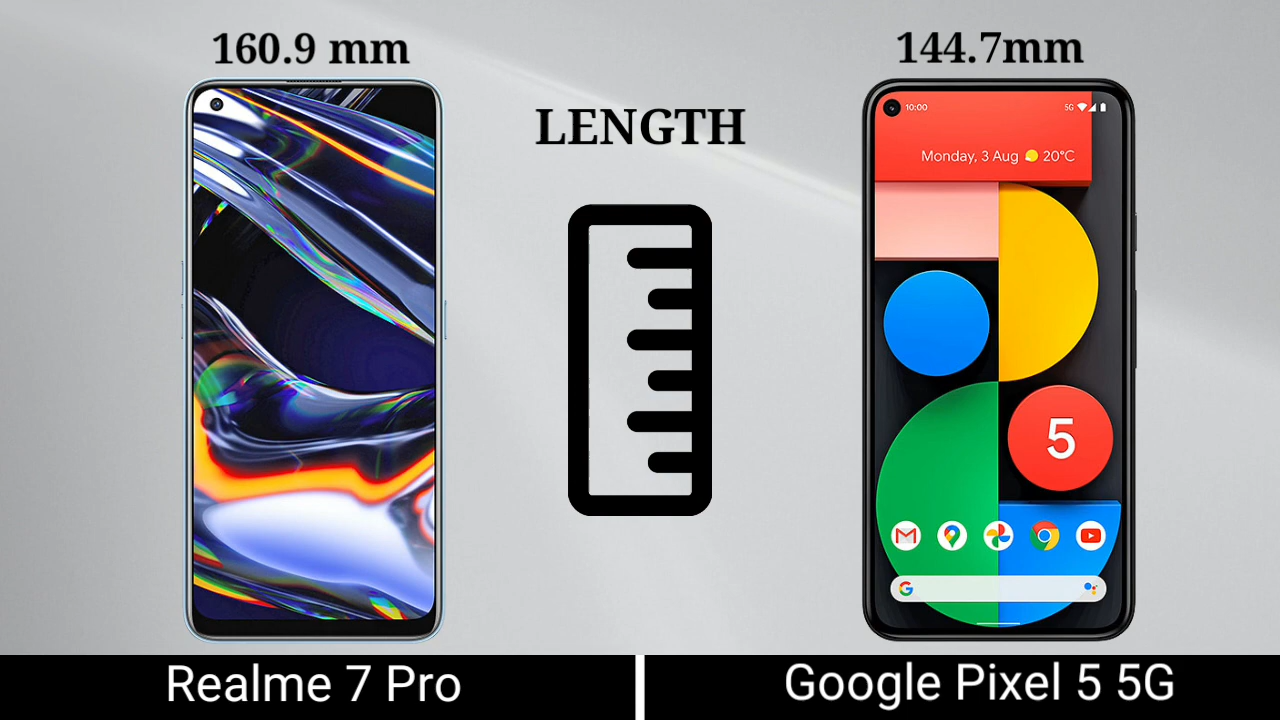 160.9 mm
144.7mm
LENGTH
10:00
5G
Monday, 3 Aug 20°C
5
Realme 7 Pro
Google Pixel 5 5G